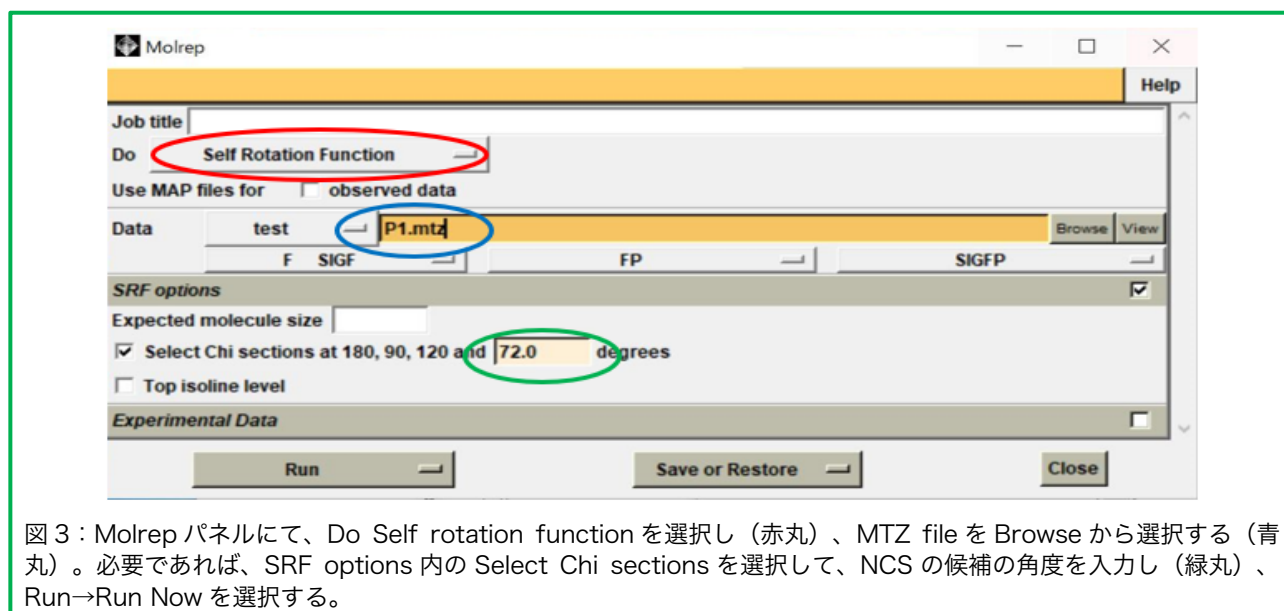 Molrep
Help
Job title
Do Self Rotation Function
Use MAP files for observed data
Data test P1.mtz Browse View
F SIGF FP SIGFP
SRF options
Expected molecule size
Select Chi sections at 180, 90, 120 and 72.0 degrees
Top isoline level
Experimental Data
Run Save or Restore Close
図 3：Molrep パネルにて、Do Self rotation function を選択し（赤丸）、MTZ file を Browse から選択する（青
丸）。必要であれば、SRF options 内の Select Chi sections を選択して、NCS の候補の角度を入力し（緑丸）、
Run→Run Now を選択する。